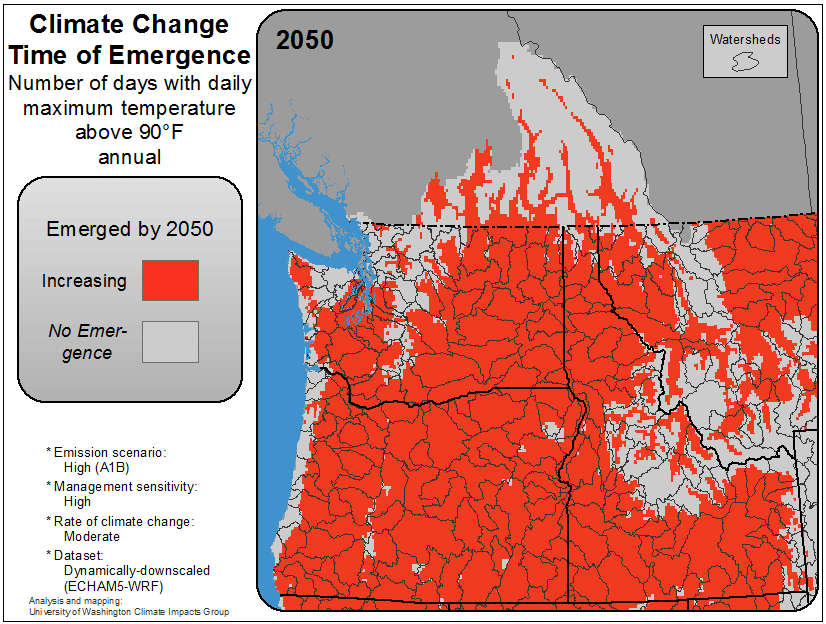 Climate Change
Time of Emergence
Number of days with daily
maximum temperature
above 90°F
annual
Emerged by 2050
Increasing
No Emer-
gence
* Emission scenario:
High (A1B)
* Management sensitivity:
High
* Rate of climate change:
Moderate
* Dataset:
Dynamically-downscaled
(ECHAM5-WRF)
Analysis and mapping:
University of Washington Climate Impacts Group
2050
Watersheds